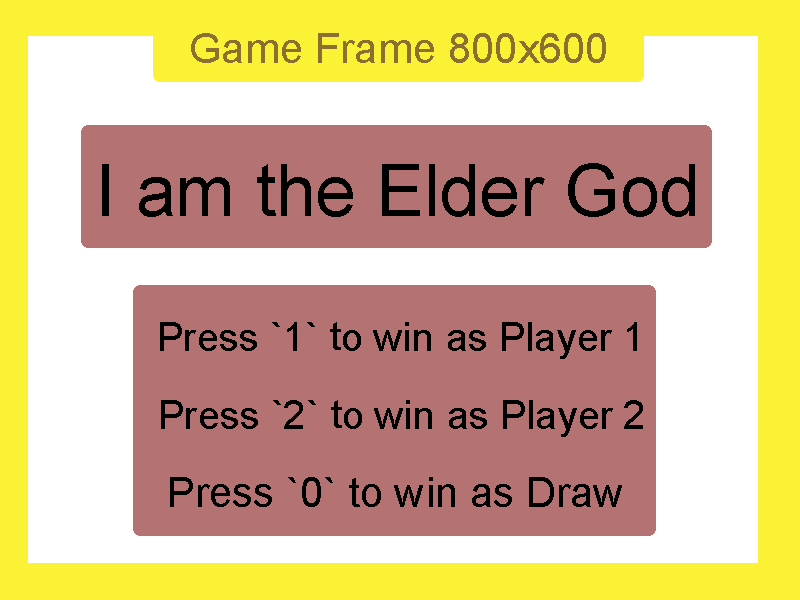 Game Frame 800x600
I am the Elder God
Press `1` to win as Player 1
Press `2` to win as Player 2
Press `0` to win as Draw